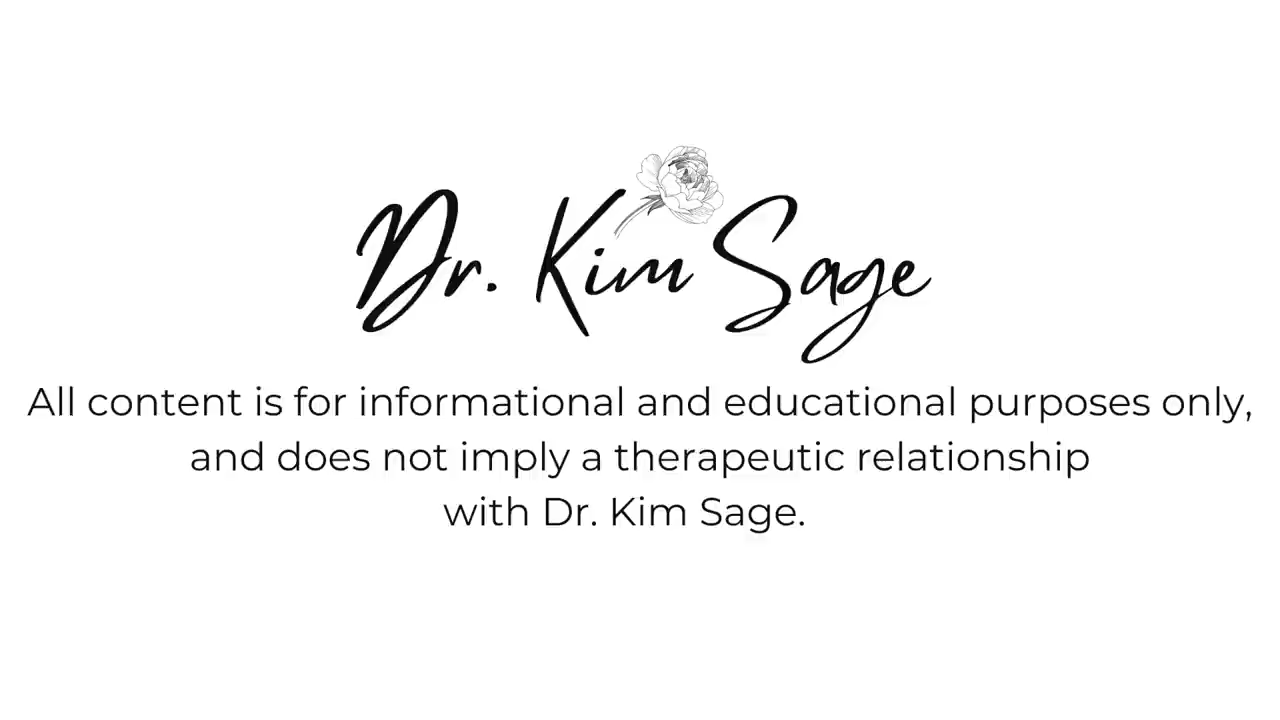 Dr. Kim Sage
All content is for informational and educational purposes only,
and does not imply a therapeutic relationship
with Dr. Kim Sage.